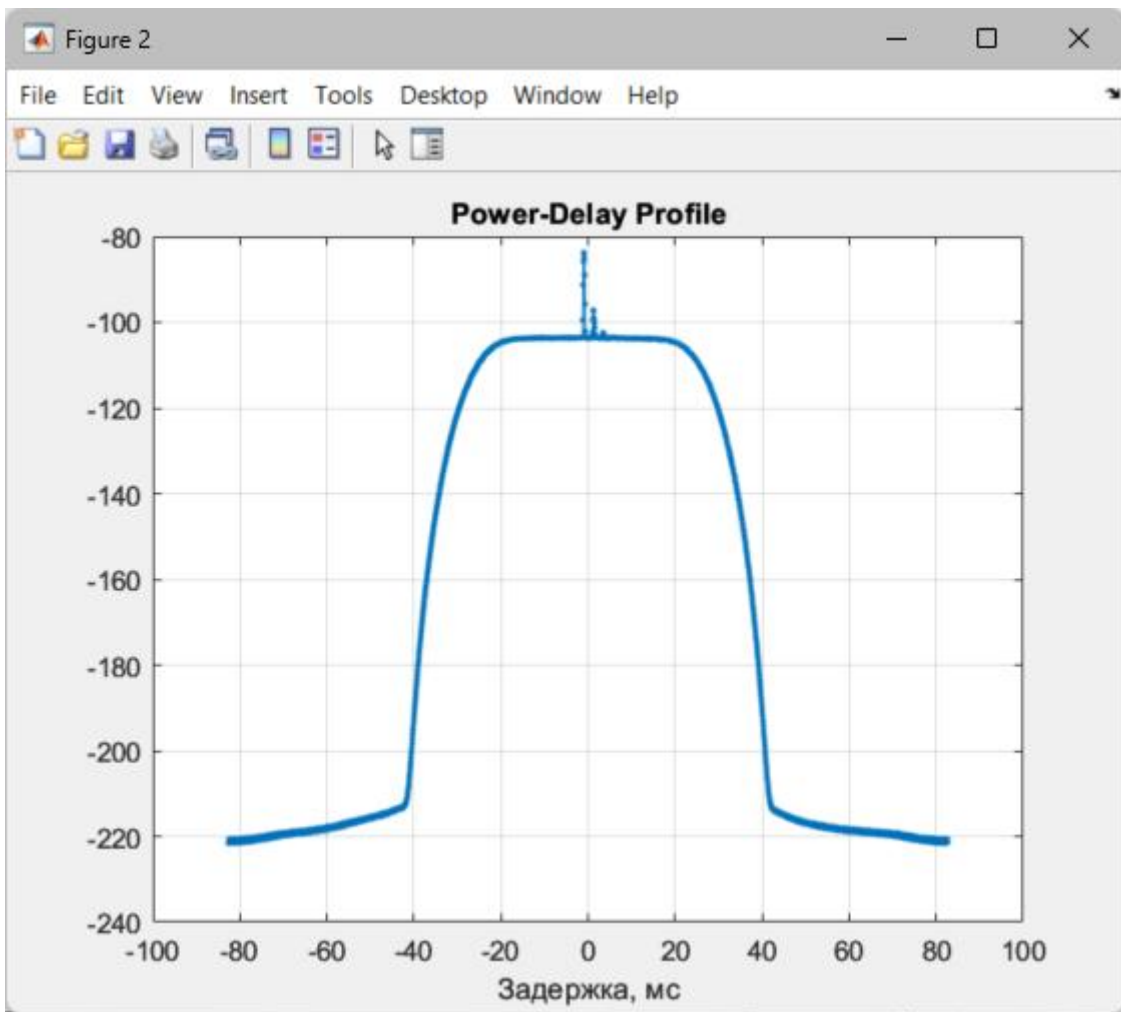 Figure 2
File Edit View Insert Tools Desktop Window Help
Power-Delay Profile
-80
-100
-120
-140
-160
-180
-200
-220
-240
-100 -80 -60 -40 -20 0 20 40 60 80 100
Задержка, мс